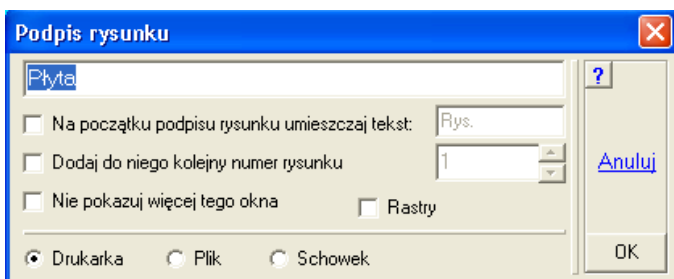 Podpis rysunku
Płyta
?
Na początku podpisu rysunku umieszczaj tekst: Rys.
Dodaj do niego kolejny numer rysunku 1
Anuluj
Nie pokazuj więcej tego okna Rastry
Drukarka Plik Schowek OK